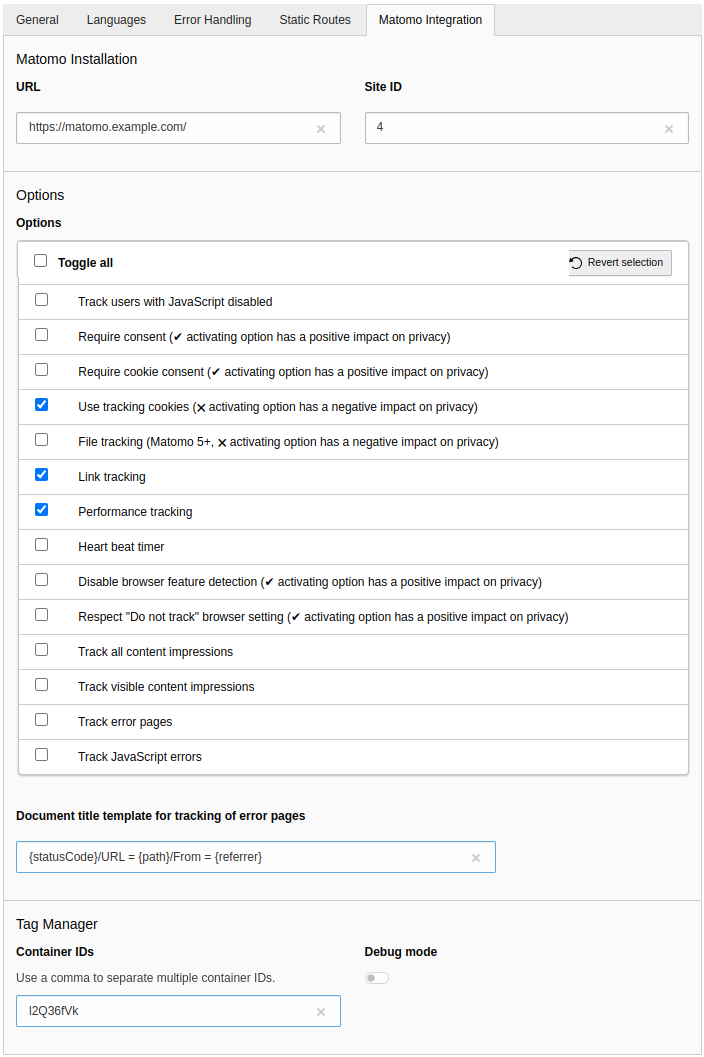 General Languages Error Handling Static Routes Matomo Integration
Matomo Installation
URL Site ID
https://matomo.example.com/ 4
Options
Options
Toggle all Revert selection
Track users with JavaScript disabled
Require consent (✔ activating option has a positive impact on privacy)
Require cookie consent (✔ activating option has a positive impact on privacy)
Use tracking cookies (✕ activating option has a negative impact on privacy)
File tracking (Matomo 5+, ✕ activating option has a negative impact on privacy)
Link tracking
Performance tracking
Heart beat timer
Disable browser feature detection (✔ activating option has a positive impact on privacy)
Respect "Do not track" browser setting (✔ activating option has a positive impact on privacy)
Track all content impressions
Track visible content impressions
Track error pages
Track JavaScript errors
Document title template for tracking of error pages
{statusCode}/URL = {path}/From = {referrer}
Tag Manager
Container IDs Debug mode
Use a comma to separate multiple container IDs.
l2Q36fVk